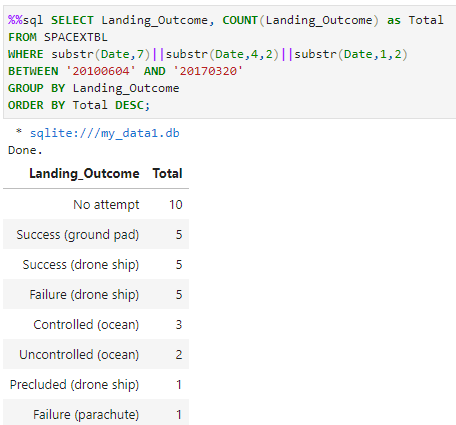 %%sql SELECT Landing_Outcome, COUNT(Landing_Outcome) as Total
FROM SPACEXTBL
WHERE substr(Date,7)||substr(Date,4,2)||substr(Date,1,2)
BETWEEN '20100604' AND '20170320'
GROUP BY Landing_Outcome
ORDER BY Total DESC;
* sqlite:///my_data1.db
Done.
Landing_Outcome Total
No attempt 10
Success (ground pad) 5
Success (drone ship) 5
Failure (drone ship) 5
Controlled (ocean) 3
Uncontrolled (ocean) 2
Precluded (drone ship) 1
Failure (parachute) 1